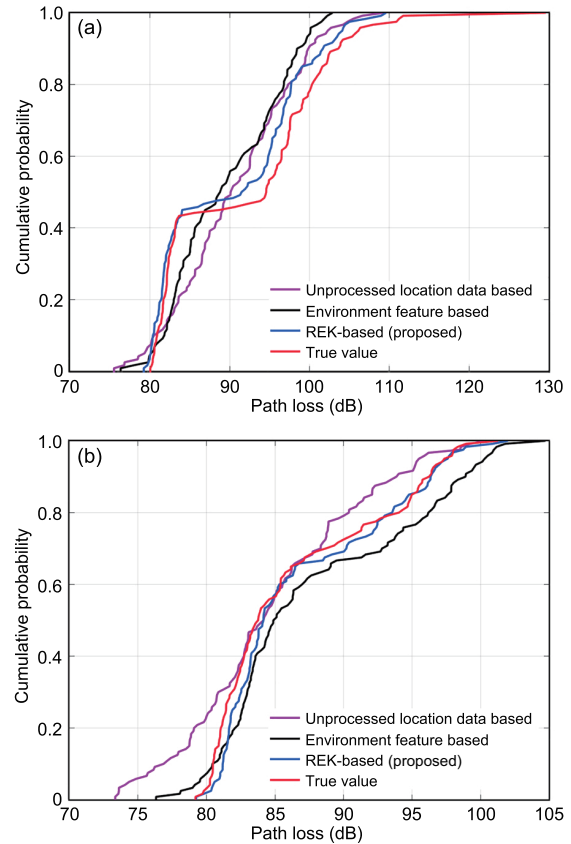 (a)
Cumulative probability
1.0
0.8
0.6
0.4
0.2
0
Unprocessed location data based
Environment feature based
REK-based (proposed)
True value
70 80 90 100 110 120 130
Path loss (dB)
(b)
Cumulative probability
1.0
0.8
0.6
0.4
0.2
0
Unprocessed location data based
Environment feature based
REK-based (proposed)
True value
70 75 80 85 90 95 100 105
Path loss (dB)